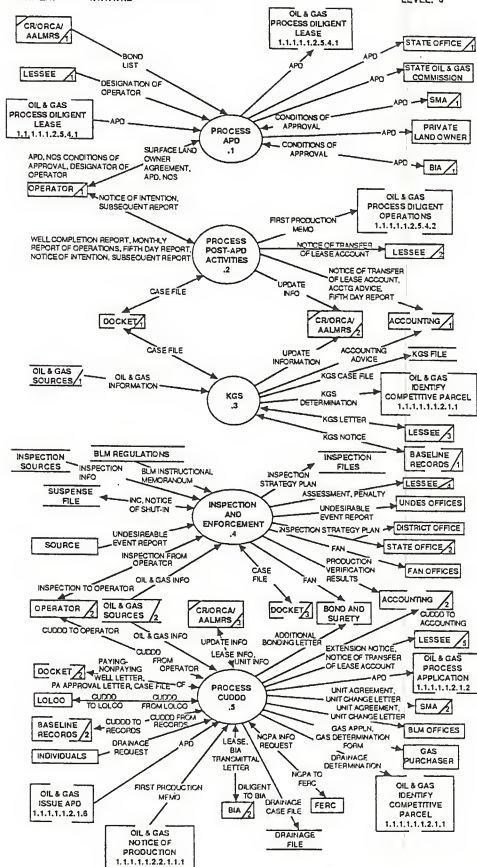 LEVEL: 3
CR/ORCA/
AALMRS /1
BOND
LIST
OIL & GAS
PROCESS DILIGENT
LEASE
1.1.1.1.2.5.4.1
APD
STATE OFFICE /1
LESSEE /1
DESIGNATION OF
OPERATOR
APD
STATE OIL & GAS
COMMISSION
OIL & GAS
PROCESS DILIGENT
LEASE
1.1.1.1.2.5.4.1
APD
APD
CONDITIONS OF
APPROVAL
SMA /1
PROCESS
APD
.1
APD
PRIVATE
LAND OWNER
CONDITIONS OF
APPROVAL
APD
BIA /1
SURFACE LAND
OWNER
AGREEMENT,
APD, NOS
APD, NOS CONDITIONS OF
APPROVAL, DESIGNATOR OF
OPERATOR
OPERATOR /1
NOTICE OF INTENTION,
SUBSEQUENT REPORT
FIRST PRODUCTION
MEMO
OIL & GAS
PROCESS DILIGENT
OPERATIONS
1.1.1.1.2.5.4.2
WELL COMPLETION REPORT, MONTHLY
REPORT OF OPERATIONS, FIFTH DAY REPORT,
NOTICE OF INTENTION, SUBSEQUENT REPORT
PROCESS
POST-APD
ACTIVITIES
.2
NOTICE OF TRANSFER
OF LEASE ACCOUNT
LESSEE /2
NOTICE OF TRANSFER
OF LEASE ACCOUNT,
ACCTG ADVICE,
FIFTH DAY REPORT
UPDATE
INFO
CASE FILE
DOCKET /1
CR/ORCA/
AALMRS /2
ACCOUNTING /1
CASE FILE
UPDATE
INFORMATION
ACCOUNTING
ADVICE
KGS FILE
OIL & GAS
SOURCES /1
OIL & GAS
INFORMATION
KGS
.3
KGS CASE FILE
KGS
DETERMINATION
OIL & GAS
IDENTIFY
COMPETITIVE PARCEL
1.1.1.1.1.2.1.1
KGS LETTER
LESSEE /3
KGS NOTICE
BASELINE
RECORDS /1
INSPECTION
SOURCES
BLM REGULATIONS
INSPECTION
INFO
BLM INSTRUCTIONAL
MEMORANDUM
INSPECTION
STRATEGY PLAN
INSPECTION
FILES
SUSPENSE
FILE
INC, NOTICE
OF SHUT-IN
ASSESSMENT, PENALTY
LESSEE /4
INSPECTION
AND
ENFORCEMENT
.4
UNDESIRABLE
EVENT REPORT
UNDES OFFICES
SOURCE
UNDESIREABLE
EVENT REPORT
INSPECTION STRATEGY PLAN
DISTRICT OFFICE
INSPECTION FROM
OPERATOR
FAN
STATE OFFICE /2
PRODUCTION
VERIFICATION
RESULTS
FAN OFFICES
INSPECTION TO OPERATOR
OIL & GAS INFO
CASE
FILE
FAN
OPERATOR /2
OIL & GAS
SOURCES /2
CR/ORCA/
AALMRS /3
DOCKET /3
BOND AND
SURETY
ACCOUNTING /2
CUDDO TO OPERATOR
OIL & GAS INFO
CUDDO
FROM
OPERATOR
UPDATE INFO
LEASE INFO,
UNIT INFO
ADDITIONAL
BONDING LETTER
CUDDO TO
ACCOUNTING
EXTENSION NOTICE,
NOTICE OF TRANSFER
OF LEASE ACCOUNT
LESSEE /5
DOCKET /2
PAYING-
NONPAYING
WELL LETTER, CF
PA APPROVAL LETTER, CASE FILE
OIL & GAS
PROCESS
APPLICATION
1.1.1.1.1.2.1.2
LOLCO
CUDDO
TO LOLCO
CUDDO
FROM LOLCO
PROCESS
CUDDO
.5
UNIT AGREEMENT,
UNIT CHANGE LETTER
SMA /2
BASELINE
RECORDS /2
CUDDO TO
RECORDS
CUDDO FROM
RECORDS
UNIT AGREEMENT,
UNIT CHANGE LETTER
BLM OFFICES
INDIVIDUALS
DRAINAGE
REQUEST
GAS APPLN,
GAS DETERMINATION
FORM
GAS
PURCHASER
APD
DRAINAGE
DETERMINATION
OIL & GAS
ISSUE APD
1.1.1.1.1.2.1.6
FIRST PRODUCTION
MEMO
LEASE,
BIA
TRANSMITTAL
LETTER
NGPA INFO
REQUEST
NGPA TO
FERC
DILIGENT
TO BIA
BIA /2
FERC
OIL & GAS
IDENTIFY
COMPETITIVE
PARCEL
1.1.1.1.1.2.1.1
OIL & GAS
NOTICE OF
PRODUCTION
1.1.1.1.2.2.1.1.1
DRAINAGE
CASE FILE
DRAINAGE
FILE